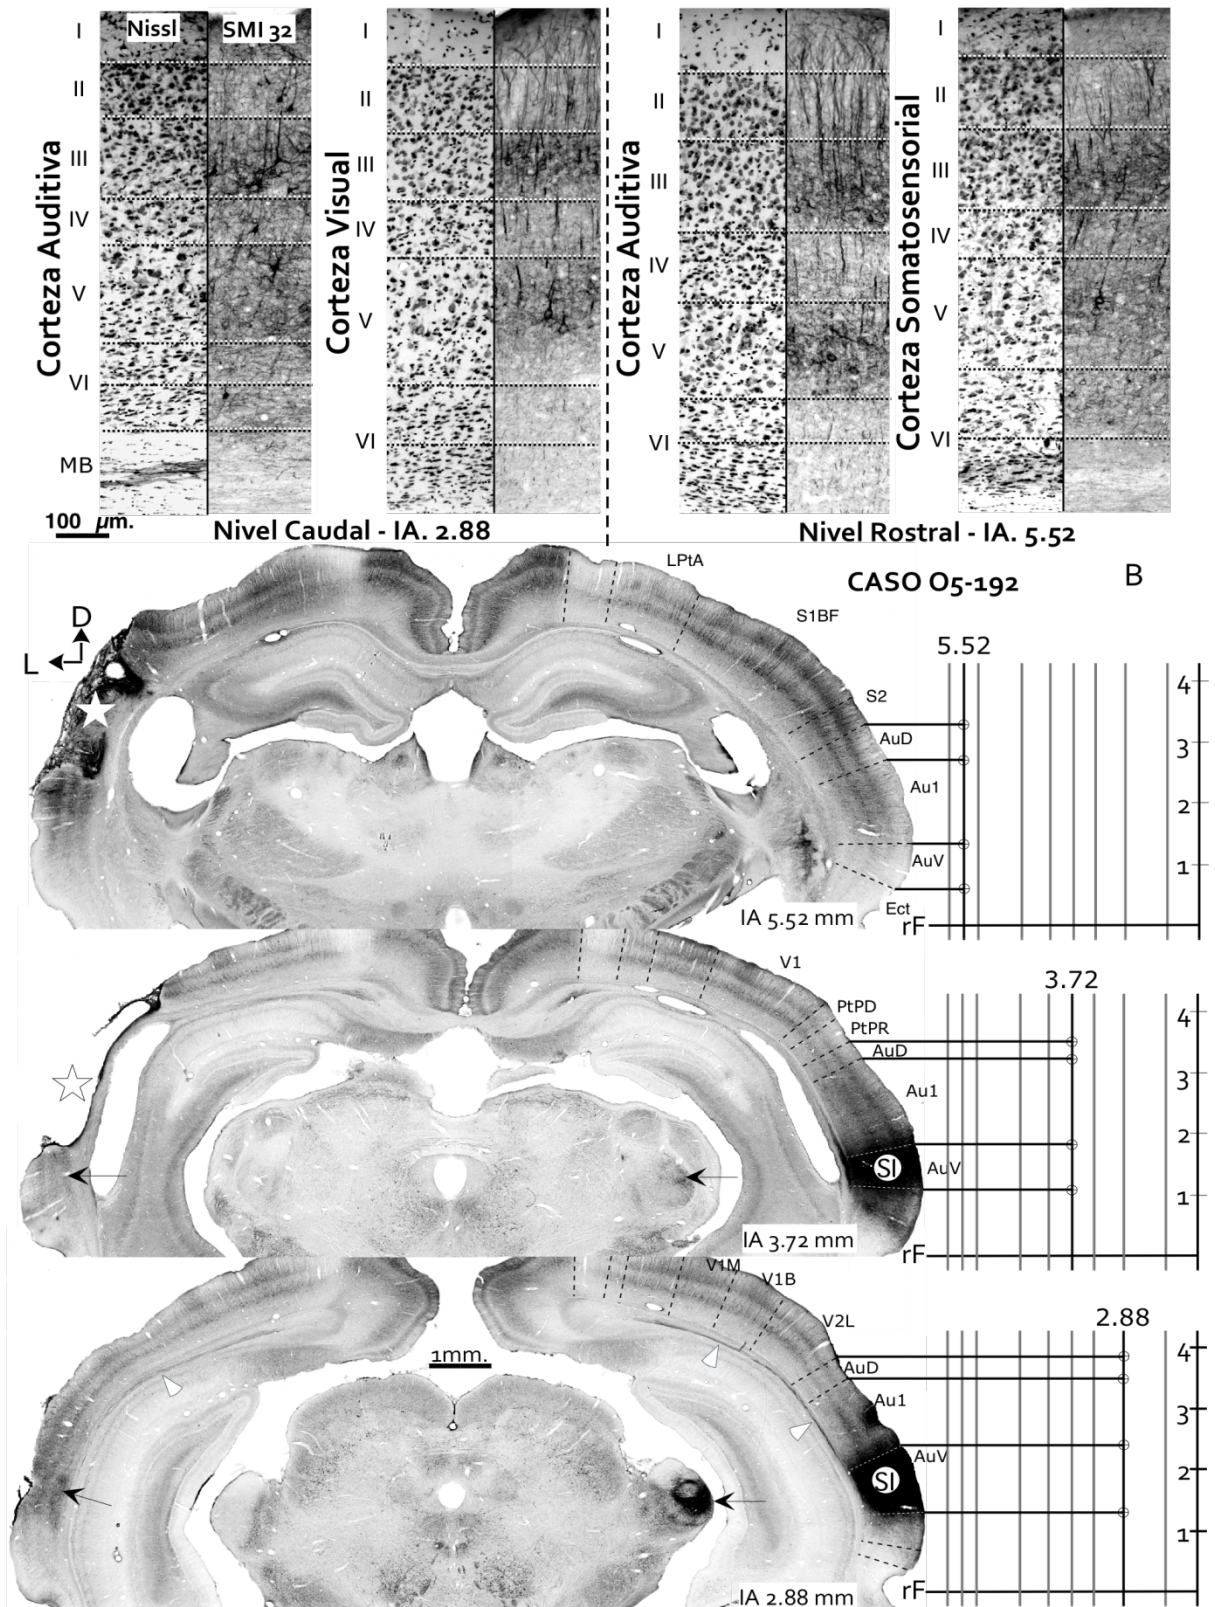 Nissl SMI 32
Corteza Auditiva
I
II
III
IV
V
VI
MB
Corteza Visual
I
II
III
IV
V
VI
Corteza Auditiva
I
II
III
IV
V
VI
Corteza Somatosensorial
I
II
III
IV
V
VI
100 µm.
Nivel Caudal - IA. 2.88
Nivel Rostral - IA. 5.52
CASO O5-192
B
D
L
LPtA
S1BF
S2
AuD
Au1
AuV
Ect
IA 5.52 mm
5.52
4
3
2
1
rF
V1
PtPD
PtPR
AuD
Au1
SI
AuV
IA 3.72 mm
3.72
4
3
2
1
rF
V1M
V1B
V2L
AuD
Au1
AuV
SI
1mm.
IA 2.88 mm
2.88
4
3
2
1
rF